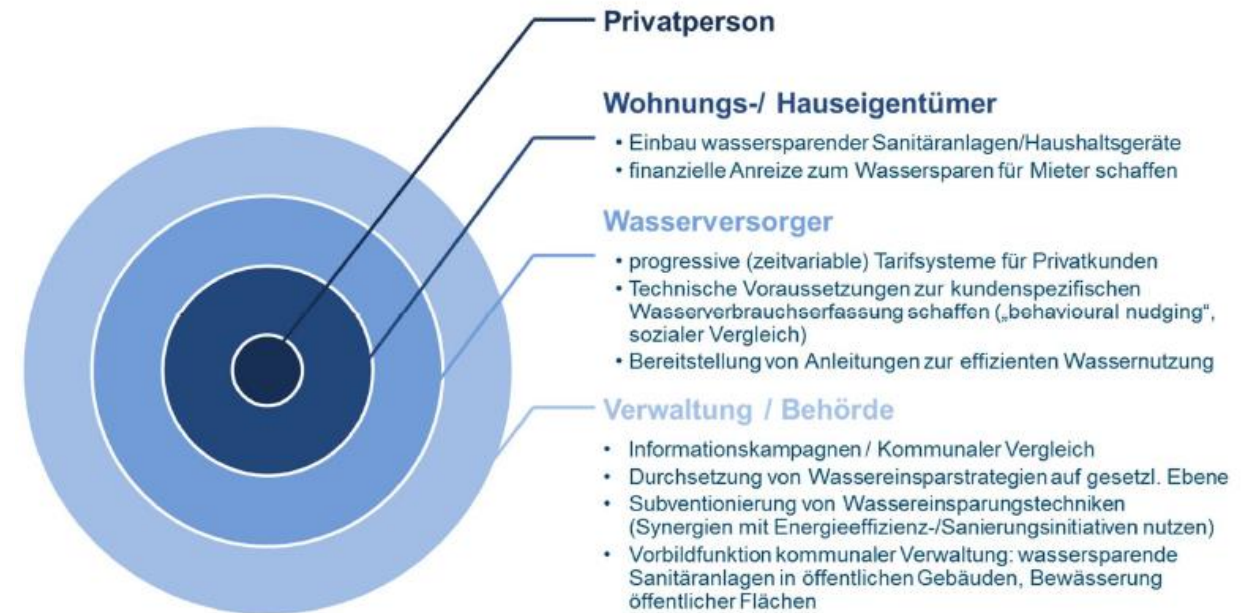 Privatperson
Wohnungs-/ Hauseigentümer
• Einbau wassersparender Sanitäranlagen/Haushaltsgeräte
• finanzielle Anreize zum Wassersparen für Mieter schaffen
Wasserversorger
• progressive (zeitvariable) Tarifsysteme für Privatkunden
• Technische Voraussetzungen zur kundenspezifischen
Wasserverbrauchserfassung schaffen („behavioural nudging“,
sozialer Vergleich)
• Bereitstellung von Anleitungen zur effizienten Wassernutzung
Verwaltung / Behörde
• Informationskampagnen / Kommunaler Vergleich
• Durchsetzung von Wassereinsparstrategien auf gesetzl. Ebene
• Subventionierung von Wassereinsparungstechniken
(Synergien mit Energieeffizienz-/Sanierungsinitiativen nutzen)
• Vorbildfunktion kommunaler Verwaltung: wassersparende
Sanitäranlagen in öffentlichen Gebäuden, Bewässerung
öffentlicher Flächen